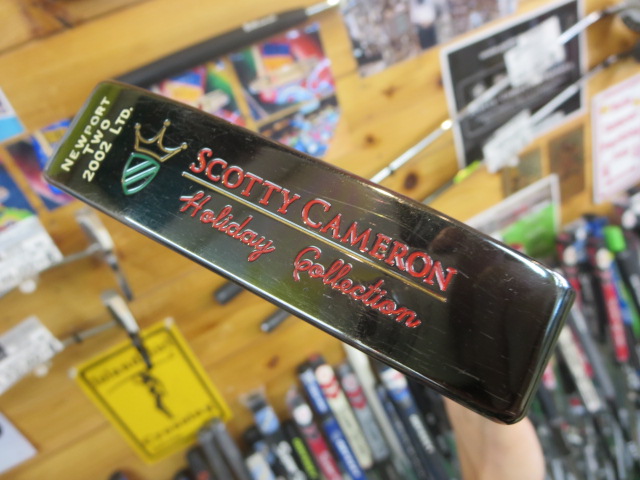 NEWPORT
TWO
2002 LTD.
SCOTTY CAMERON
Holiday Collection